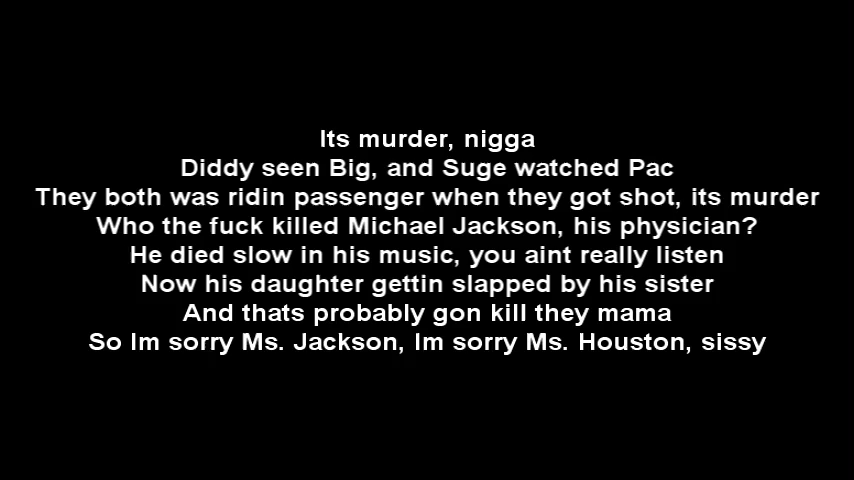 Its murder, nigga
Diddy seen Big, and Suge watched Pac
They both was ridin passenger when they got shot, its murder
Who the fuck killed Michael Jackson, his physician?
He died slow in his music, you aint really listen
Now his daughter gettin slapped by his sister
And thats probably gon kill they mama
So Im sorry Ms. Jackson, Im sorry Ms. Houston, sissy